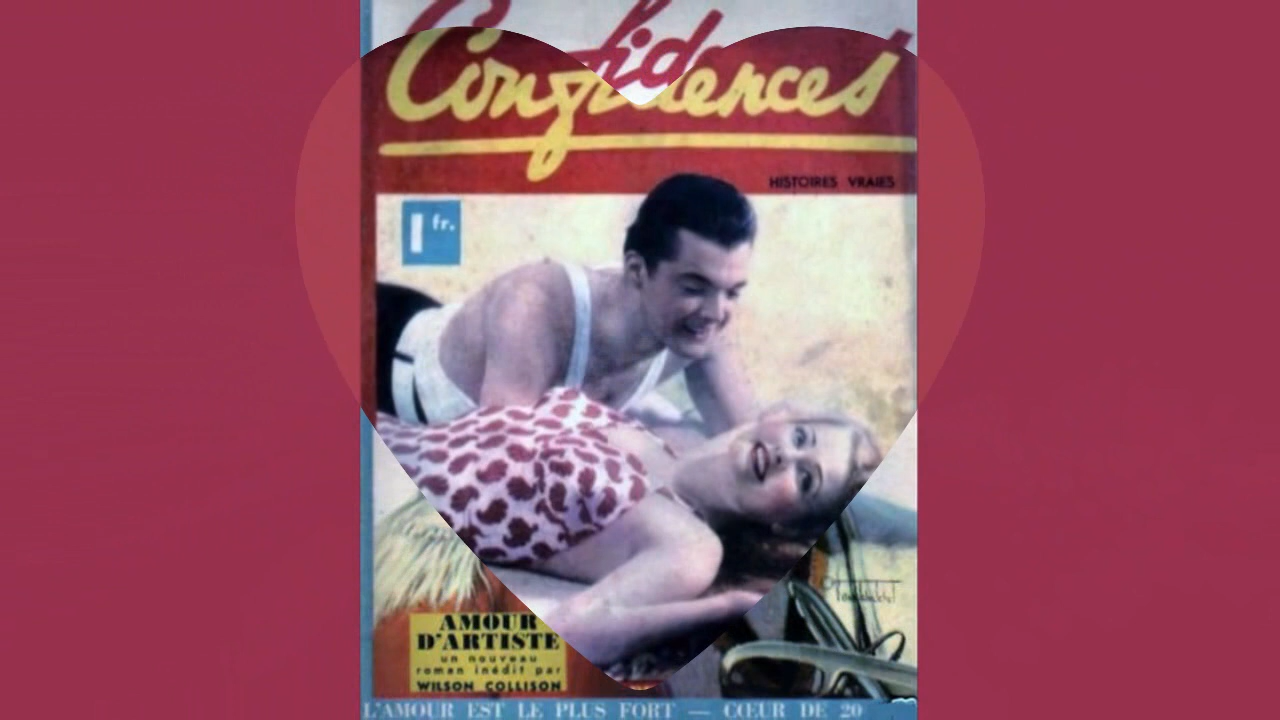 Confidences
HISTOIRES VRAIES
1 fr.
AMOUR
D'ARTISTE
un nouveau
roman inédit par
WILSON COLLISON
L'AMOUR EST LE PLUS FORT — CŒUR DE 20